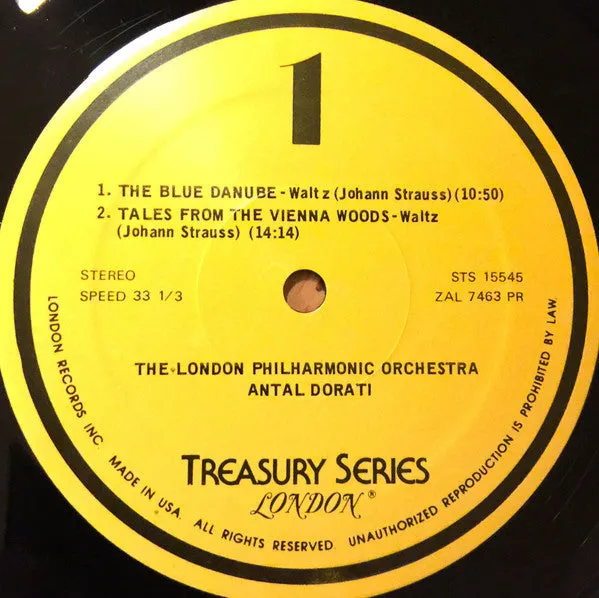 1
1. THE BLUE DANUBE-Waltz (Johann Strauss) (10:50)
2. TALES FROM THE VIENNA WOODS-Waltz
(Johann Strauss) (14:14)
STEREO
SPEED 33 1/3
STS 15545
ZAL 7463 PR
THE LONDON PHILHARMONIC ORCHESTRA
ANTAL DORATI
TREASURY SERIES
LONDON®
LONDON RECORDS INC. MADE IN USA. ALL RIGHTS RESERVED. UNAUTHORIZED REPRODUCTION IS PROHIBITED BY LAW.